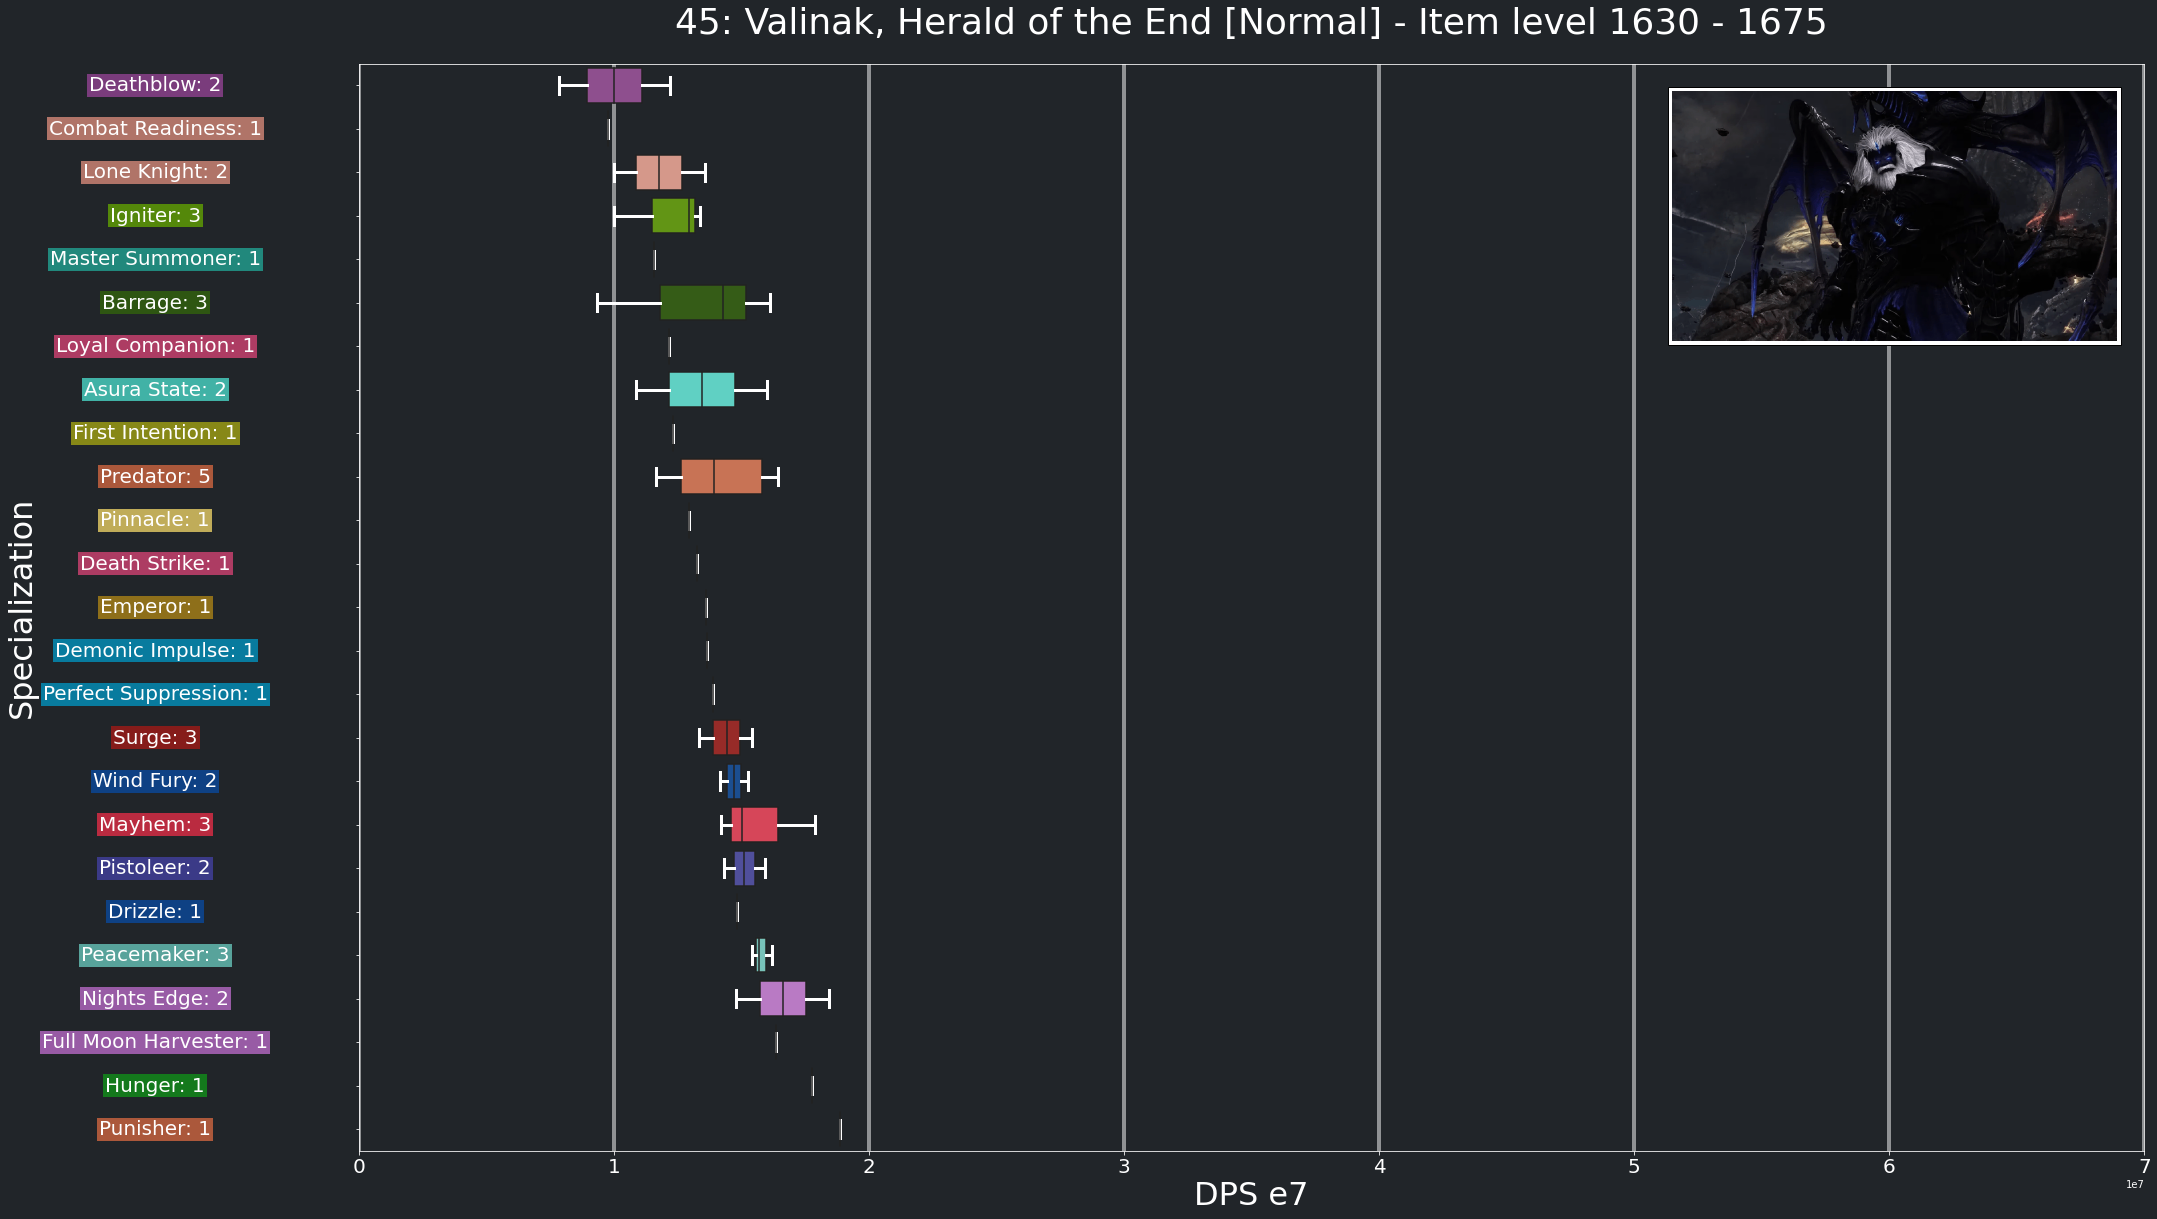 45: Valinak, Herald of the End [Normal] - Item level 1630 - 1675
Specialization
Deathblow: 2
Combat Readiness: 1
Lone Knight: 2
Igniter: 3
Master Summoner: 1
Barrage: 3
Loyal Companion: 1
Asura State: 2
First Intention: 1
Predator: 5
Pinnacle: 1
Death Strike: 1
Emperor: 1
Demonic Impulse: 1
Perfect Suppression: 1
Surge: 3
Wind Fury: 2
Mayhem: 3
Pistoleer: 2
Drizzle: 1
Peacemaker: 3
Nights Edge: 2
Full Moon Harvester: 1
Hunger: 1
Punisher: 1
0 1 2 3 4 5 6 7
1e7
DPS e7